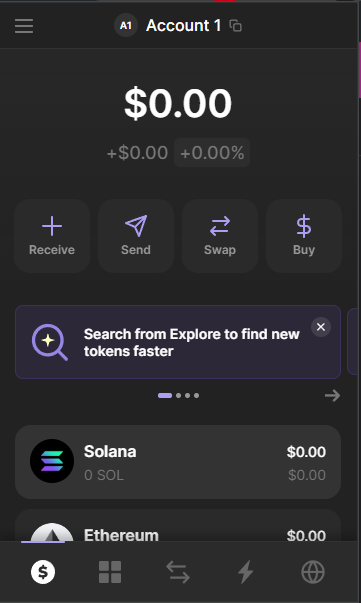 A1 Account 1
$0.00
+$0.00 +0.00%
Receive Send Swap Buy
Search from Explore to find new
tokens faster
Solana $0.00
0 SOL $0.00
Ethereum $0.00